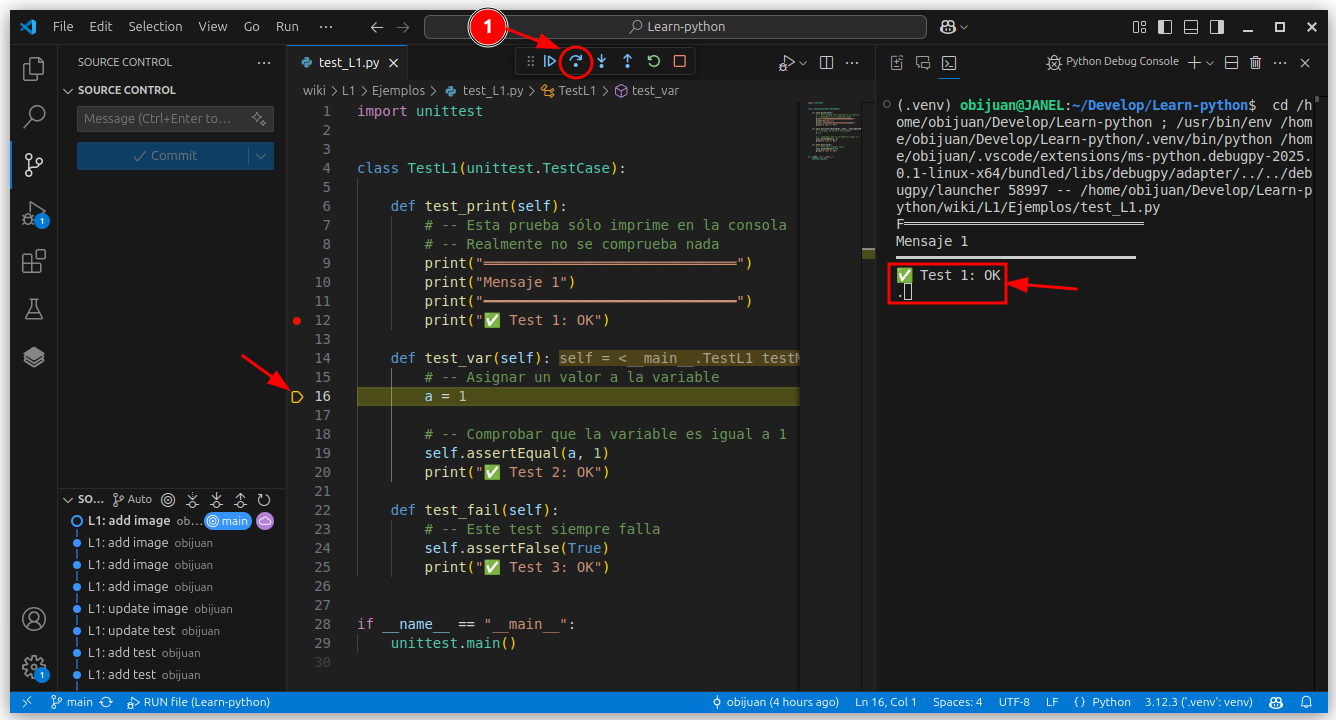 File Edit Selection View Go Run ··· Learn-python
1
SOURCE CONTROL ···
SOURCE CONTROL
Message (Ctrl+Enter to...
Commit
1
test_L1.py
wiki > L1 > Ejemplos > test_L1.py > TestL1 > test_var
1 import unittest
2
3
4 class TestL1(unittest.TestCase):
5
6 def test_print(self):
7 # -- Esta prueba sólo imprime en la consola
8 # -- Realmente no se comprueba nada
9 print("══════════════════════════════")
10 print("Mensaje 1")
11 print("══════════════════════════════")
12 print("✅ Test 1: OK")
13
14 def test_var(self): self = <__main__.TestL1 test
15 # -- Asignar un valor a la variable
16 a = 1
17
18 # -- Comprobar que la variable es igual a 1
19 self.assertEqual(a, 1)
20 print("✅ Test 2: OK")
21
22 def test_fail(self):
23 # -- Este test siempre falla
24 self.assertFalse(True)
25 print("✅ Test 3: OK")
26
27
28 if __name__ == "__main__":
29 unittest.main()
30
Python Debug Console
(.venv) obijuan@JANEL:~/Develop/Learn-python$ cd /h
ome/obijuan/Develop/Learn-python ; /usr/bin/env /hom
e/obijuan/Develop/Learn-python/.venv/bin/python /hom
e/obijuan/.vscode/extensions/ms-python.debugpy-2025.
0.1-linux-x64/bundled/libs/debugpy/adapter/../../deb
ugpy/launcher 58997 -- /home/obijuan/Develop/Learn-p
ython/wiki/L1/Ejemplos/test_L1.py
F══════════════════════════════
Mensaje 1
══════════════════════════════
✅ Test 1: OK
.
SO... Auto
L1: add image ob... main
L1: add image obijuan
L1: add image obijuan
L1: add image obijuan
L1: update image obijuan
L1: update test obijuan
L1: add test obijuan
L1: add test obijuan
1
main RUN file (Learn-python) obijuan (4 hours ago) Ln 16, Col 1 Spaces: 4 UTF-8 LF {} Python 3.12.3 ('.venv': venv)